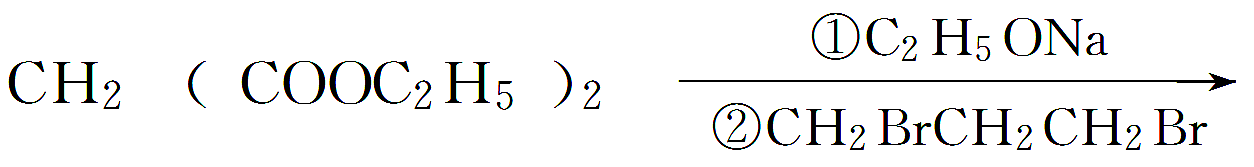 ①C₂H₅ONa
CH₂ ( COOC₂H₅ )₂
②CH₂BrCH₂CH₂Br